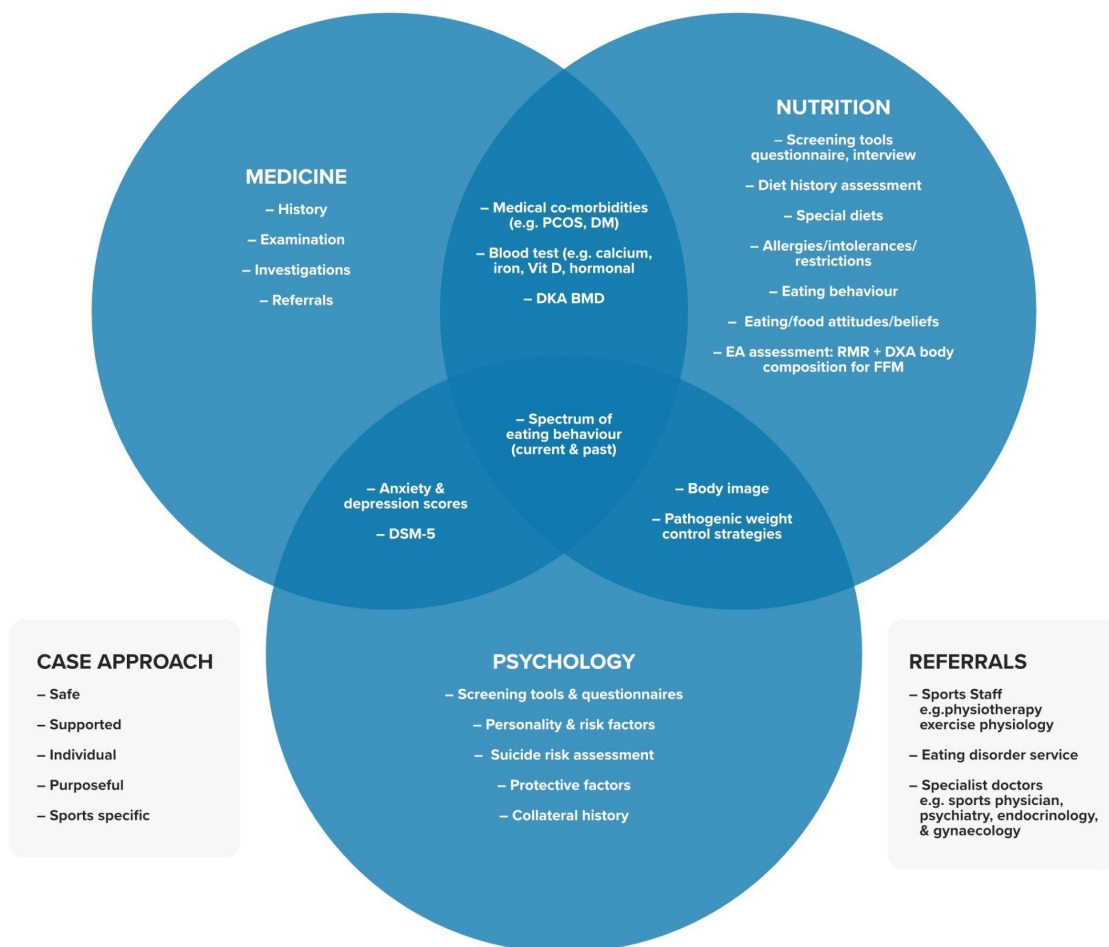 MEDICINE
– History
– Examination
– Investigations
– Referrals
– Medical co-morbidities
(e.g. PCOS, DM)
– Blood test (e.g. calcium,
iron, Vit D, hormonal
– DKA BMD
NUTRITION
– Screening tools
questionnaire, interview
– Diet history assessment
– Special diets
– Allergies/intolerances/
restrictions
– Eating behaviour
– Eating/food attitudes/beliefs
– EA assessment: RMR + DXA body
composition for FFM
– Spectrum of
eating behaviour
(current & past)
– Anxiety &
depression scores
– DSM-5
– Body image
– Pathogenic weight
control strategies
CASE APPROACH
– Safe
– Supported
– Individual
– Purposeful
– Sports specific
PSYCHOLOGY
– Screening tools & questionnaires
– Personality & risk factors
– Suicide risk assessment
– Protective factors
– Collateral history
REFERRALS
– Sports Staff
e.g.physiotherapy
exercise physiology
– Eating disorder service
– Specialist doctors
e.g. sports physician,
psychiatry, endocrinology,
& gynaecology